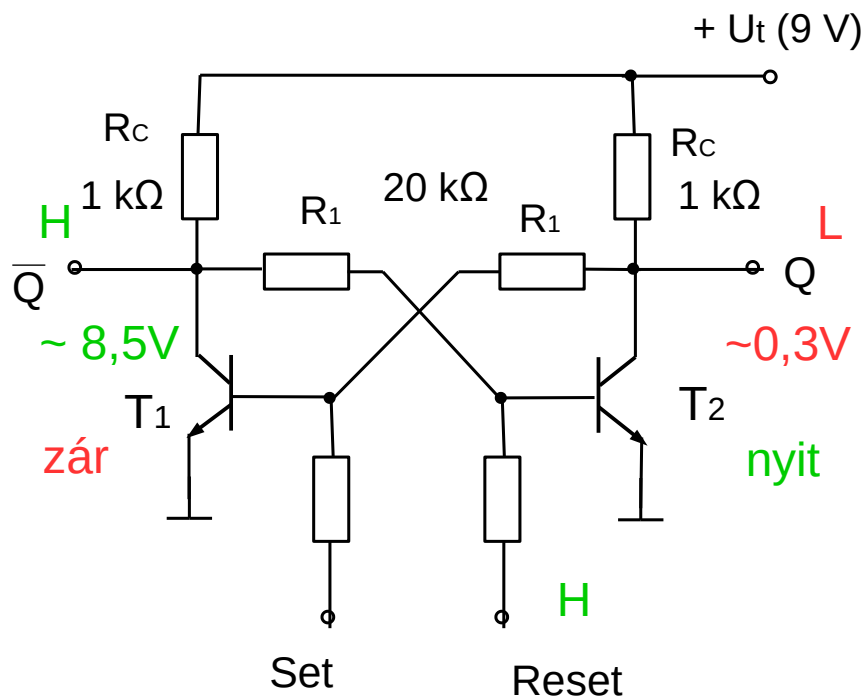 + Ut (9 V)
RC
1 kΩ
20 kΩ
RC
1 kΩ
H
R1
R1
L
Q
Q
~ 8,5V
~0,3V
T1
T2
zár
nyit
H
Set
Reset